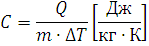 C = Q / (m · ΔT) [Дж / (кг · К)]